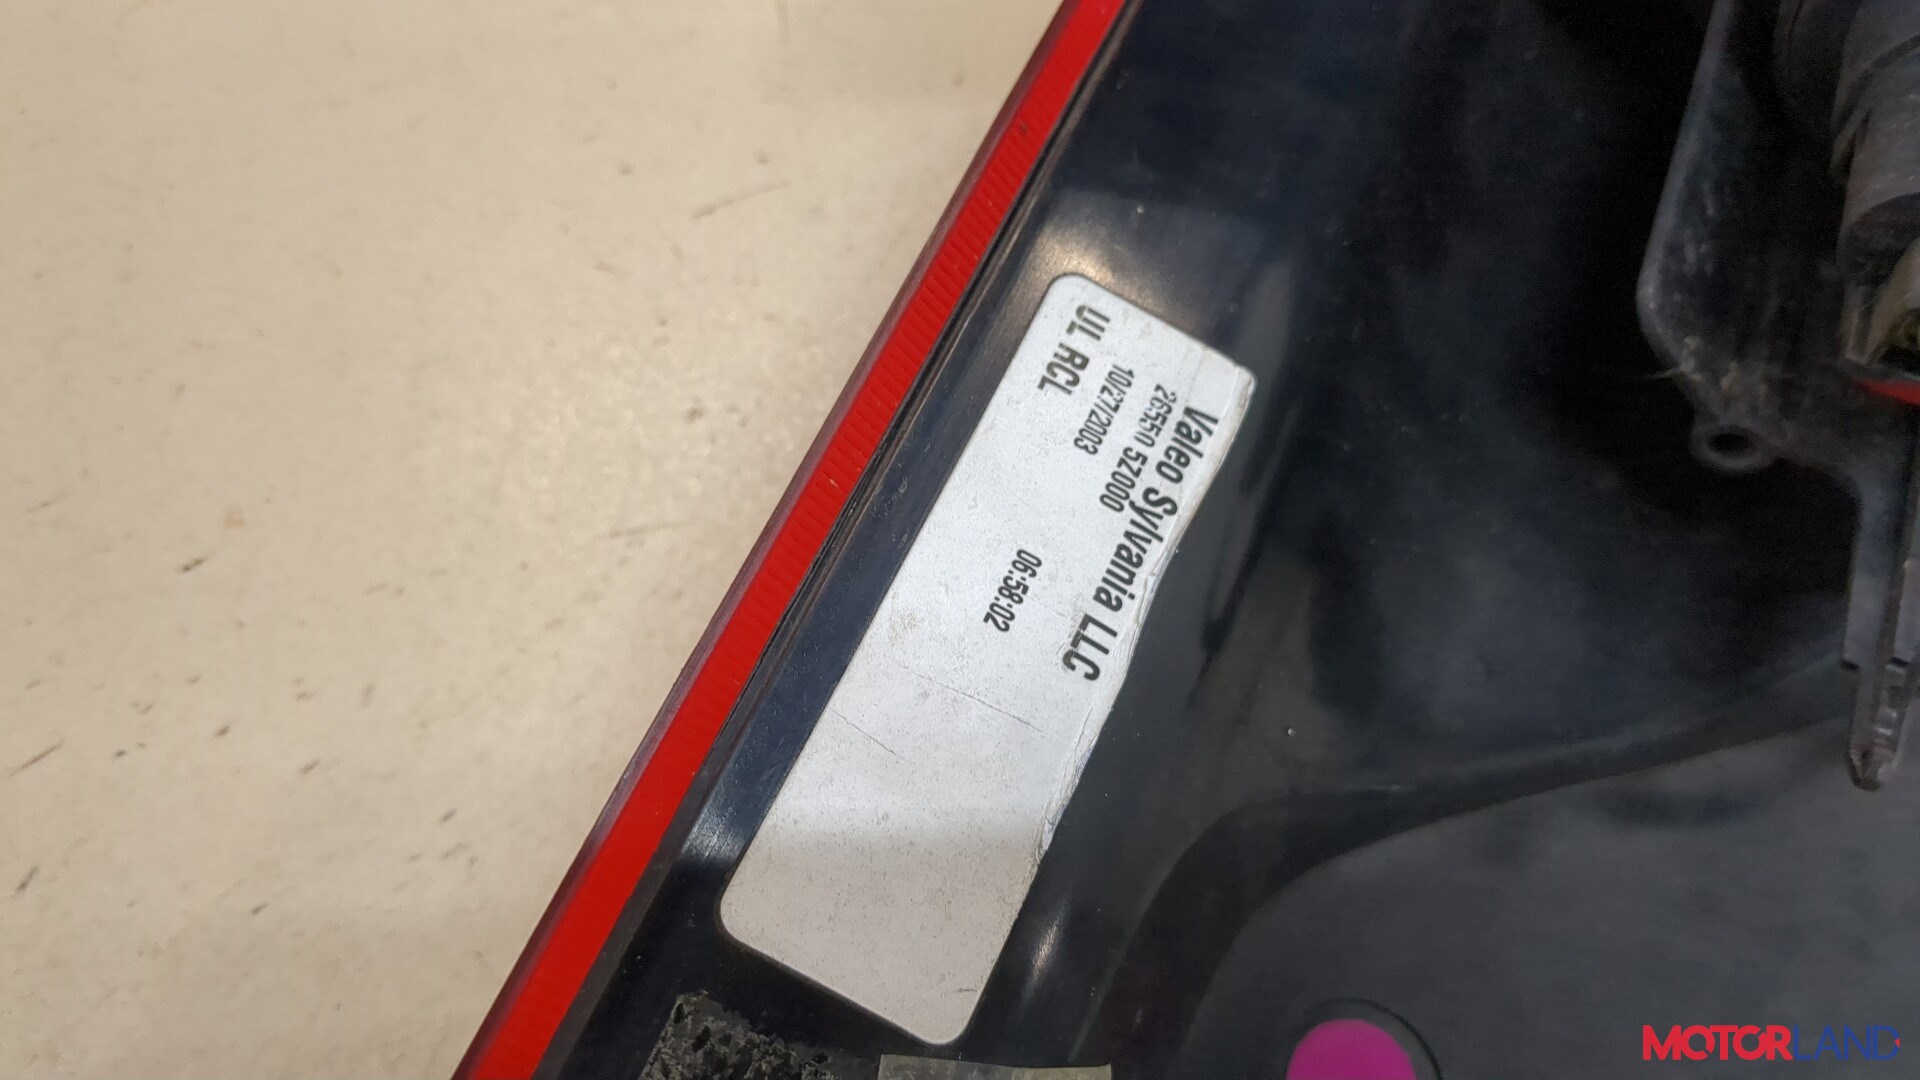 Valeo Sylvania LLC
26550 5Z000
10/27/2003 06:58:02
UL RCL
MOTORLAND